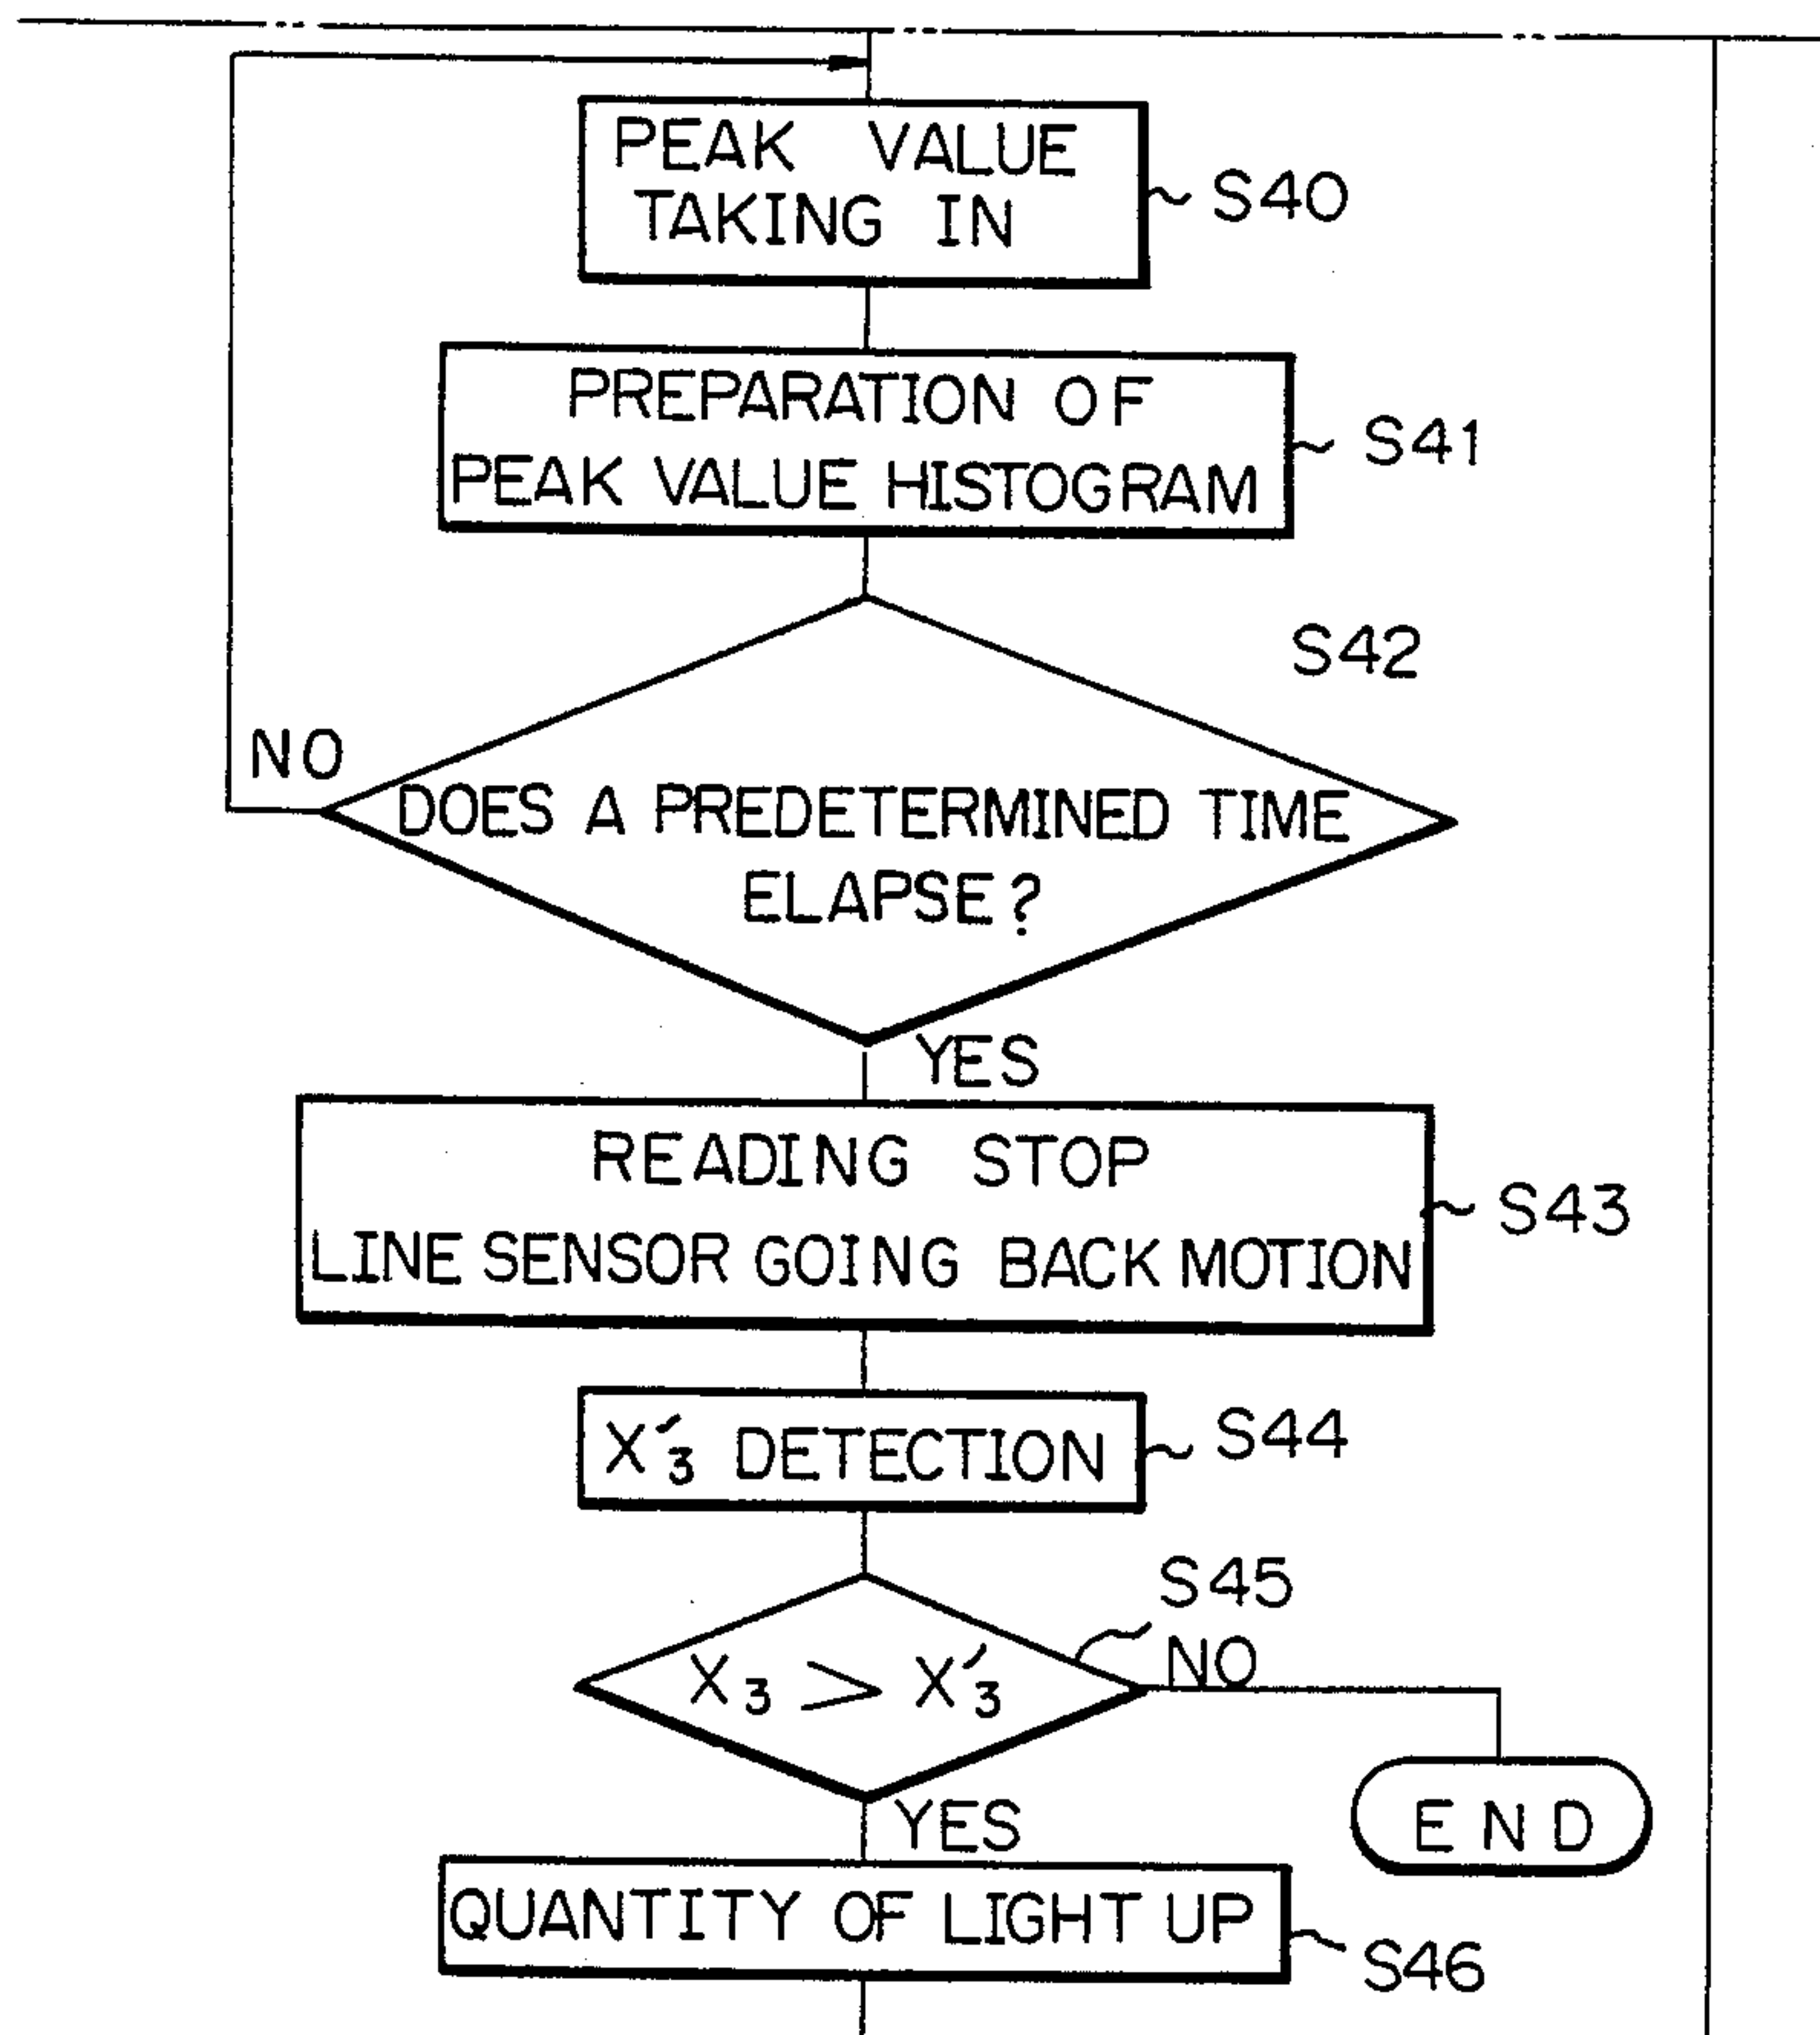 PEAK VALUE
TAKING IN
S40
PREPARATION OF
PEAK VALUE HISTOGRAM
S41
S42
NO
DOES A PREDETERMINED TIME
ELAPSE?
YES
READING STOP
LINE SENSOR GOING BACK MOTION
S43
X′₃ DETECTION
S44
S45
X₃ > X′₃
NO
END
YES
QUANTITY OF LIGHT UP
S46